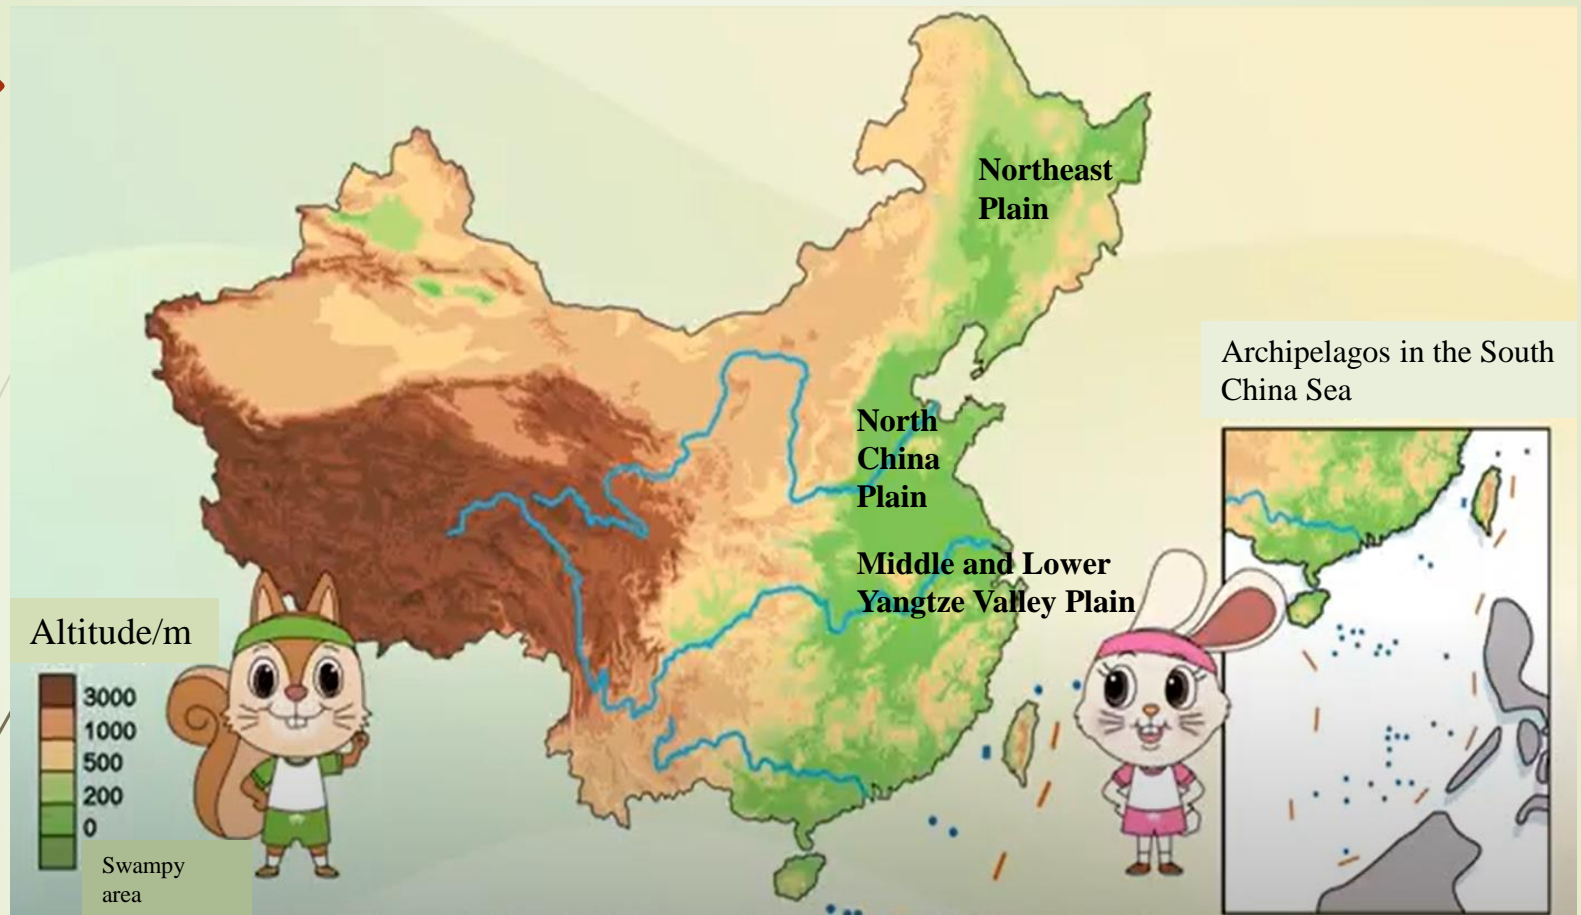 Northeast
Plain
Archipelagos in the South
China Sea
North
China
Plain
Middle and Lower
Yangtze Valley Plain
Altitude/m
3000
1000
500
200
0
Swampy
area